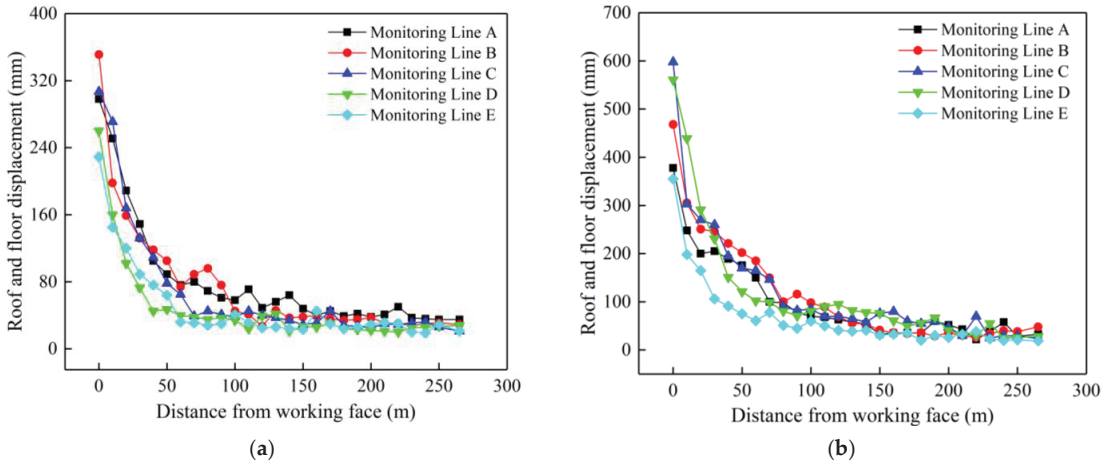 400
320
240
160
80
0
Roof and floor displacement (mm)
Monitoring Line A
Monitoring Line B
Monitoring Line C
Monitoring Line D
Monitoring Line E
0 50 100 150 200 250 300
Distance from working face (m)
(a)
700
600
500
400
300
200
100
0
Roof and floor displacement (mm)
Monitoring Line A
Monitoring Line B
Monitoring Line C
Monitoring Line D
Monitoring Line E
0 50 100 150 200 250 300
Distance from working face (m)
(b)